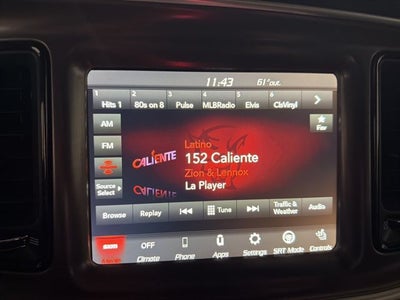 11:43 61° OUT
1 2 3 4 5 6
Hits 1 80s on 8 Pulse MLBRadio Elvis ClsVinyl
AM
FM
Source Select
Fav
CALIENTE
Latino
152 Caliente
Zion & Lennox
La Player
Browse Replay Tune Traffic & Weather Audio
OFF
Climate Phone Apps Settings SRT Mode Controls